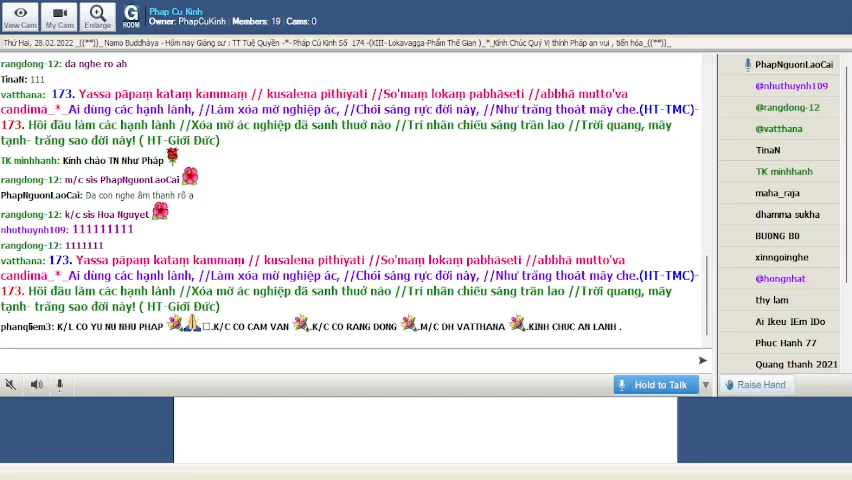 Phap Cu Kinh
Owner: PhapCuKinh | Members: 19 | Cams: 0
View Cam
My Cam
Enlarge
G
ROOM
Thứ Hai, 28.02.2022 _((**))_ Namo Buddhàya - Hôm nay Giảng sư : TT Tuệ Quyền -*- Pháp Cú Kinh Số 174 -(XIII- Lokavagga-Phẩm Thế Gian )_*_Kính Chúc Quý Vị thính Pháp an vui , tiến hóa _((**))_
rangdong-12: da nghe ro ah
TinaN: 111
vatthana: 173. Yassa pāpaṃ kataṃ kammaṃ // kusalena pithīyati //So'maṃ lokaṃ pabhāseti //abbhā mutto'va
candimā_*_Ai dùng các hạnh lành, //Làm xóa mờ nghiệp ác, //Chói sáng rực đời này, //Như trăng thoát mây che.(HT-TMC)-
173. Hồi đầu làm các hạnh lành //Xóa mờ ác nghiệp đã sanh thuở nào //Trí nhân chiếu sáng trần lao //Trời quang, mây
tạnh- trăng sao đời này! ( HT-Giới Đức)
TK minhhanh: Kính chào TN Như Pháp
rangdong-12: m/c sis PhapNguonLaoCai
PhapNguonLaoCai: Dạ con nghe âm thanh rõ ạ
rangdong-12: k/c sis Hoa Nguyet
nhuthuynh109: 111111111
rangdong-12: 1111111
vatthana: 173. Yassa pāpaṃ kataṃ kammaṃ // kusalena pithīyati //So'maṃ lokaṃ pabhāseti //abbhā mutto'va
candimā_*_Ai dùng các hạnh lành, //Làm xóa mờ nghiệp ác, //Chói sáng rực đời này, //Như trăng thoát mây che.(HT-TMC)-
173. Hồi đầu làm các hạnh lành //Xóa mờ ác nghiệp đã sanh thuở nào //Trí nhân chiếu sáng trần lao //Trời quang, mây
tạnh- trăng sao đời này! ( HT-Giới Đức)
phanqliem3: K/L CO YU NU NHU PHAP .K/C CO CAM VAN .K/C CO RANG DONG .M/C DH VATTHANA .KINH CHUC AN LANH .
Hold to Talk
PhapNguonLaoCai
@nhuthuynh109
@rangdong-12
@vatthana
TinaN
TK minhhanh
maha_raja
dhamma sukha
BUONG BO
xinngoinghe
@hongnhat
thy lam
Ai Ikeu IEm IDo
Phuc Hanh 77
Quang thanh 2021
Raise Hand